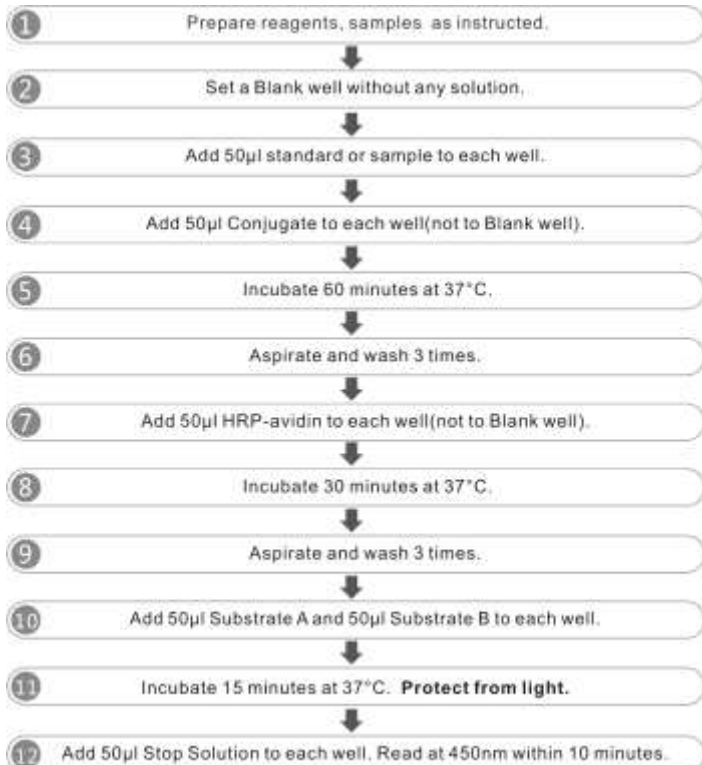 1 Prepare reagents, samples as instructed.
2 Set a Blank well without any solution.
3 Add 50μl standard or sample to each well.
4 Add 50μl Conjugate to each well(not to Blank well).
5 Incubate 60 minutes at 37°C.
6 Aspirate and wash 3 times.
7 Add 50μl HRP-avidin to each well(not to Blank well).
8 Incubate 30 minutes at 37°C.
9 Aspirate and wash 3 times.
10 Add 50μl Substrate A and 50μl Substrate B to each well.
11 Incubate 15 minutes at 37°C. Protect from light.
12 Add 50μl Stop Solution to each well. Read at 450nm within 10 minutes.